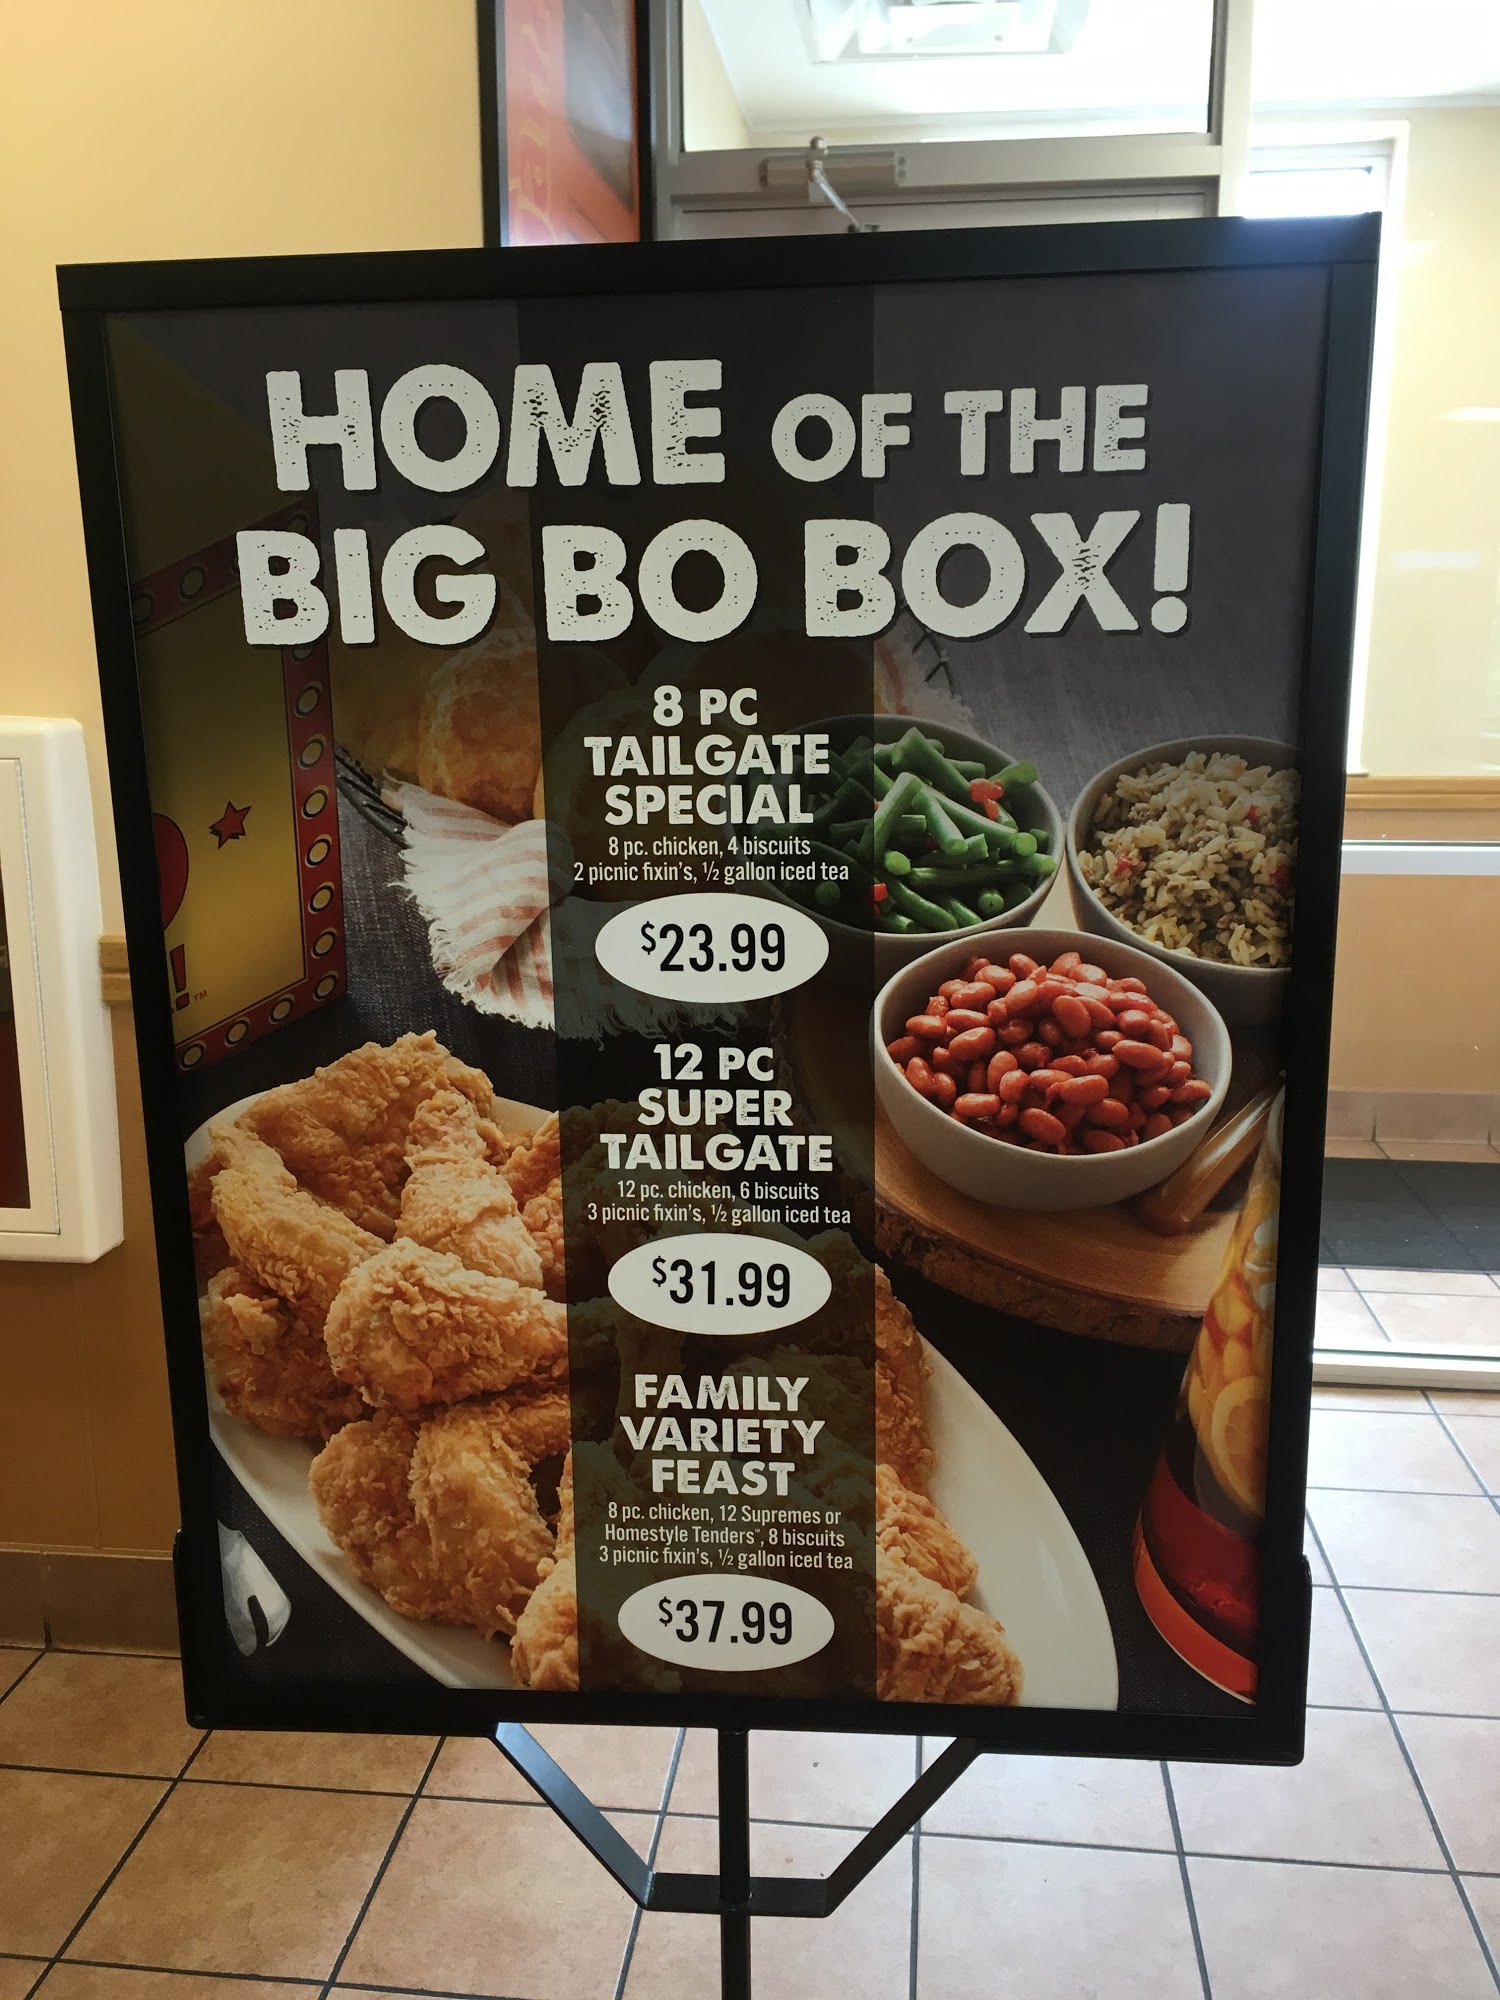 HOME OF THE
BIG BO BOX!
8 PC
TAILGATE
SPECIAL
8 pc. chicken, 4 biscuits
2 picnic fixin's, ½ gallon iced tea
$23.99
12 PC
SUPER
TAILGATE
12 pc. chicken, 6 biscuits
3 picnic fixin's, ½ gallon iced tea
$31.99
FAMILY
VARIETY
FEAST
8 pc. chicken, 12 Supremes or
Homestyle Tenders™, 8 biscuits
3 picnic fixin's, ½ gallon iced tea
$37.99
!™